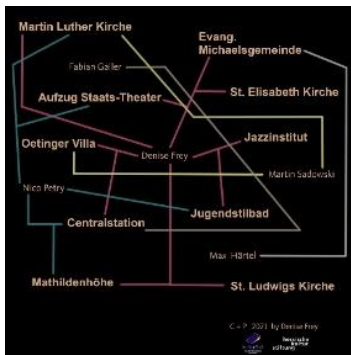 Martin Luther Kirche
Evang.
Michaelsgemeinde
Fabian Galler
Aufzug Staats-Theater
St. Elisabeth Kirche
Oetinger Villa
Jazzinstitut
Denise Frey
Martin Sadowski
Nico Petry
Centralstation
Jugendstilbad
Max Härtel
Mathildenhöhe
St. Ludwigs Kirche
C + P 2021 by Denise Frey